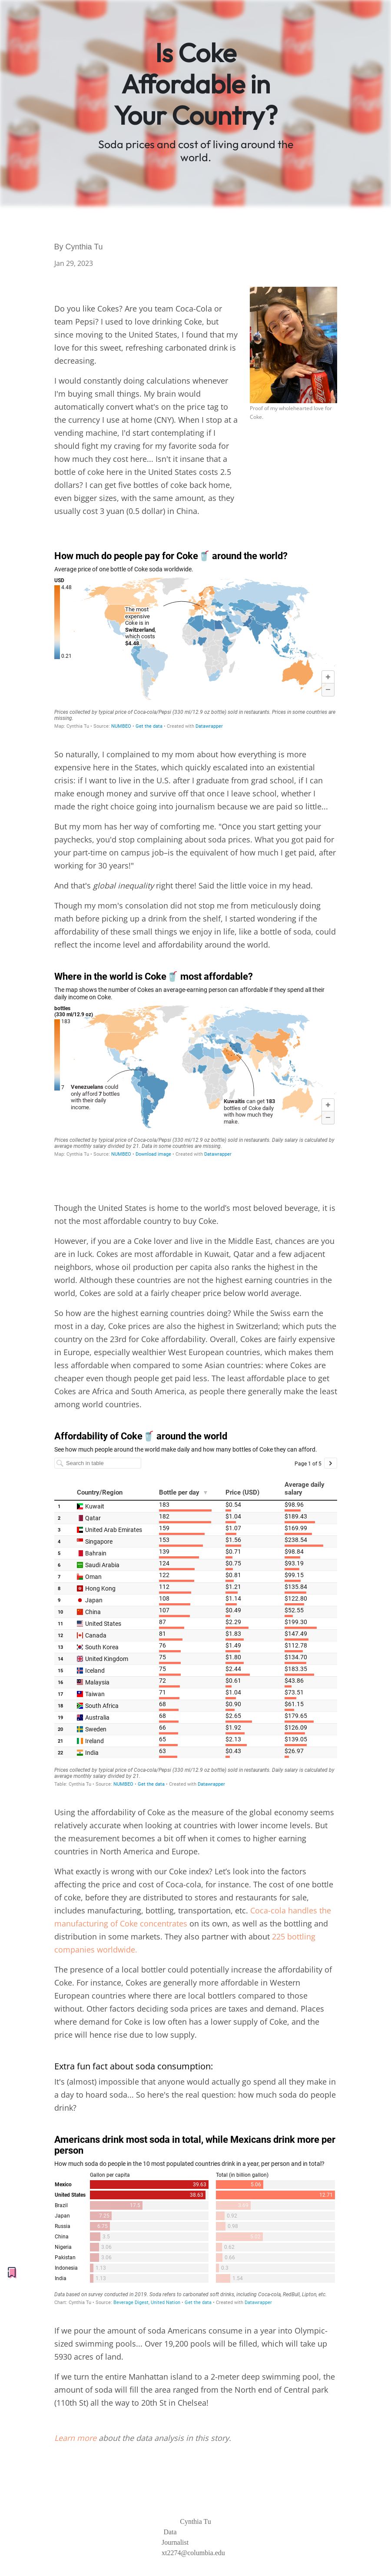 Is Coke
Affordable in
Your Country?
Soda prices and cost of living around the
world.
By Cynthia Tu
Jan 29, 2023
Do you like Cokes? Are you team Coca-Cola or
team Pepsi? I used to love drinking Coke, but
since moving to the United States, I found that my
love for this sweet, refreshing carbonated drink is
decreasing.
Proof of my wholehearted love for
Coke.
I would constantly doing calculations whenever
I'm buying small things. My brain would
automatically convert what's on the price tag to
the currency I use at home (CNY). When I stop at a
vending machine, I'd start contemplating if I
should fight my craving for my favorite soda for
how much they cost here... Isn't it insane that a
bottle of coke here in the United States costs 2.5
dollars? I can get five bottles of coke back home,
even bigger sizes, with the same amount, as they
usually cost 3 yuan (0.5 dollar) in China.
How much do people pay for Coke🥤 around the world?
Average price of one bottle of Coke soda worldwide.
USD
4.48
0.21
The most
expensive
Coke is in
Switzerland,
which costs
$4.48.
+
−
Prices collected by typical price of Coca-cola/Pepsi (330 ml/12.9 oz bottle) sold in restaurants. Prices in some countries are
missing.
Map: Cynthia Tu • Source: NUMBEO • Get the data • Created with Datawrapper
So naturally, I complained to my mom about how everything is more
expensive here in the States, which quickly escalated into an existential
crisis: if I want to live in the U.S. after I graduate from grad school, if I can
make enough money and survive off that once I leave school, whether I
made the right choice going into journalism because we are paid so little...
But my mom has her way of comforting me. "Once you start getting your
paychecks, you'd stop complaining about soda prices. What you got paid for
your part-time on campus job–is the equivalent of how much I get paid, after
working for 30 years!"
And that's global inequality right there! Said the little voice in my head.
Though my mom's consolation did not stop me from meticulously doing
math before picking up a drink from the shelf, I started wondering if the
affordability of these small things we enjoy in life, like a bottle of soda, could
reflect the income level and affordability around the world.
Where in the world is Coke🥤 most affordable?
The map shows the number of Cokes an average-earning person can affordable if they spend all their
daily income on Coke.
bottles
(330 ml/12.9 oz)
183
7
Venezuelans could
only afford 7 bottles
with their daily
income.
Kuwaitis can get 183
bottles of Coke daily
with how much they
make.
+
−
Prices collected by typical price of Coca-cola/Pepsi (330 ml/12.9 oz bottle) sold in restaurants. Daily salary is calculated by
average monthly salary divided by 21. Data in some countries are missing.
Map: Cynthia Tu • Source: NUMBEO • Download image • Created with Datawrapper
Though the United States is home to the world's most beloved beverage, it is
not the most affordable country to buy Coke.
However, if you are a Coke lover and live in the Middle East, chances are you
are in luck. Cokes are most affordable in Kuwait, Qatar and a few adjacent
neighbors, whose oil production per capita also ranks the highest in the
world. Although these countries are not the highest earning countries in the
world, Cokes are sold at a fairly cheaper price below world average.
So how are the highest earning countries doing? While the Swiss earn the
most in a day, Coke prices are also the highest in Switzerland; which puts the
country on the 23rd for Coke affordability. Overall, Cokes are fairly expensive
in Europe, especially wealthier West European countries, which makes them
less affordable when compared to some Asian countries: where Cokes are
cheaper even though people get paid less. The least affordable place to get
Cokes are Africa and South America, as people there generally make the least
among world countries.
Affordability of Coke🥤 around the world
See how much people around the world make daily and how many bottles of Coke they can afford.
Search in table
Page 1 of 5
Country/Region Bottle per day Price (USD) Average daily salary
1 Kuwait 183 $0.54 $98.96
2 Qatar 182 $1.04 $189.43
3 United Arab Emirates 159 $1.07 $169.99
4 Singapore 153 $1.56 $238.54
5 Bahrain 139 $0.71 $98.84
6 Saudi Arabia 124 $0.75 $93.19
7 Oman 122 $0.81 $99.15
8 Hong Kong 112 $1.21 $135.84
9 Japan 108 $1.14 $122.80
10 China 107 $0.49 $52.55
11 United States 87 $2.29 $199.30
12 Canada 81 $1.83 $147.49
13 South Korea 76 $1.49 $112.78
14 United Kingdom 75 $1.80 $134.70
15 Iceland 75 $2.44 $183.35
16 Malaysia 72 $0.61 $43.86
17 Taiwan 71 $1.04 $73.51
18 South Africa 68 $0.90 $61.15
19 Australia 68 $2.65 $179.65
20 Sweden 66 $1.92 $126.09
21 Ireland 65 $2.13 $139.05
22 India 63 $0.43 $26.97
Prices collected by typical price of Coca-cola/Pepsi (330 ml/12.9 oz bottle) sold in restaurants. Daily salary is calculated by
average monthly salary divided by 21.
Table: Cynthia Tu • Source: NUMBEO • Get the data • Created with Datawrapper
Using the affordability of Coke as the measure of the global economy seems
relatively accurate when looking at countries with lower income levels. But
the measurement becomes a bit off when it comes to higher earning
countries in North America and Europe.
What exactly is wrong with our Coke index? Let's look into the factors
affecting the price and cost of Coca-cola, for instance. The cost of one bottle
of coke, before they are distributed to stores and restaurants for sale,
includes manufacturing, bottling, transportation, etc. Coca-cola handles the
manufacturing of Coke concentrates on its own, as well as the bottling and
distribution in some markets. They also partner with about 225 bottling
companies worldwide.
The presence of a local bottler could potentially increase the affordability of
Coke. For instance, Cokes are generally more affordable in Western
European countries where there are local bottlers compared to those
without. Other factors deciding soda prices are taxes and demand. Places
where demand for Coke is low often has a lower supply of Coke, and the
price will hence rise due to low supply.
Extra fun fact about soda consumption:
It's (almost) impossible that anyone would actually go spend all they make in
a day to hoard soda... So here's the real question: how much soda do people
drink?
Americans drink most soda in total, while Mexicans drink more per
person
How much soda do people in the 10 most populated countries drink in a year, per person and in total?
Gallon per capita Total (in billion gallon)
Mexico 39.63 5.06
United States 38.63 12.71
Brazil
Japan 7.25 0.92
Russia 6.75 0.98
China 3.5
Nigeria 3.06 0.62
Pakistan 3.06 0.66
Indonesia 1.13 0.3
India 1.13 1.56
Data based on survey conducted in 2019. Soda refers to carbonated soft drinks, including Coca-cola, RedBull, Lipton, etc.
Chart: Cynthia Tu • Source: Beverage Digest, United Nation • Get the data • Created with Datawrapper
If we pour the amount of soda Americans consume in a year into Olympic-
sized swimming pools... Over 19,200 pools will be filled, which will take up
5930 acres of land.
If we turn the entire Manhattan island to a 2-meter deep swimming pool, the
amount of soda will fill the area ranged from the North end of Central park
(110th St) all the way to 20th St in Chelsea!
Learn more about the data analysis in this story.
Cynthia Tu
Data
Journalist
xt2274@columbia.edu